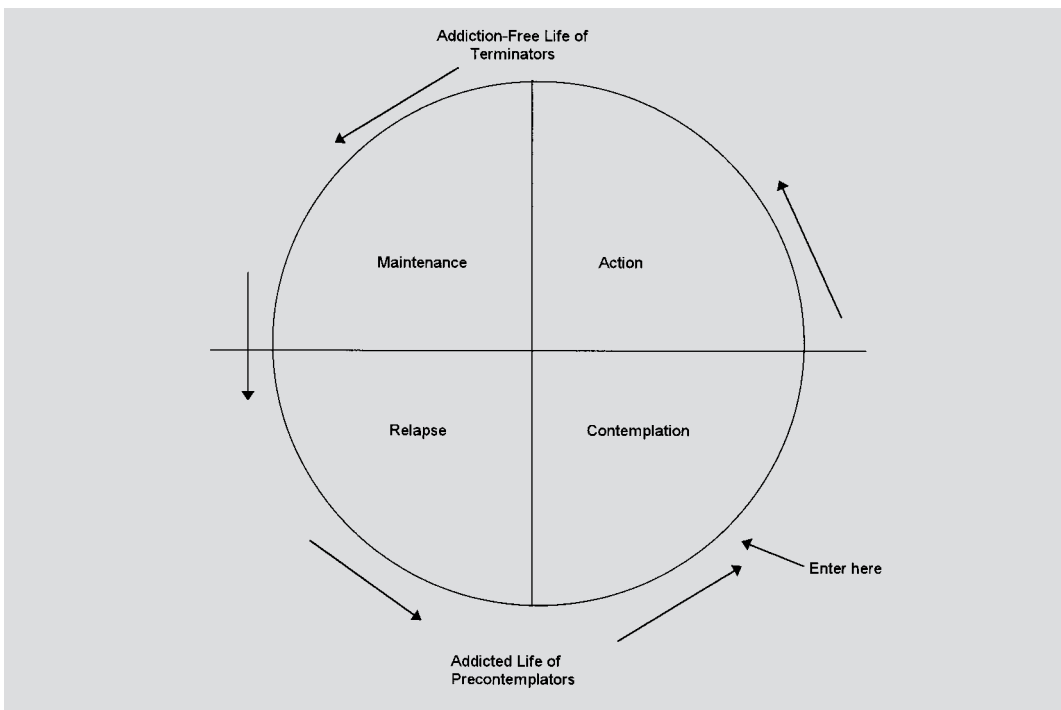 Addiction-Free Life of
Terminators
Maintenance
Action
Relapse
Contemplation
Enter here
Addicted Life of
Precontemplators